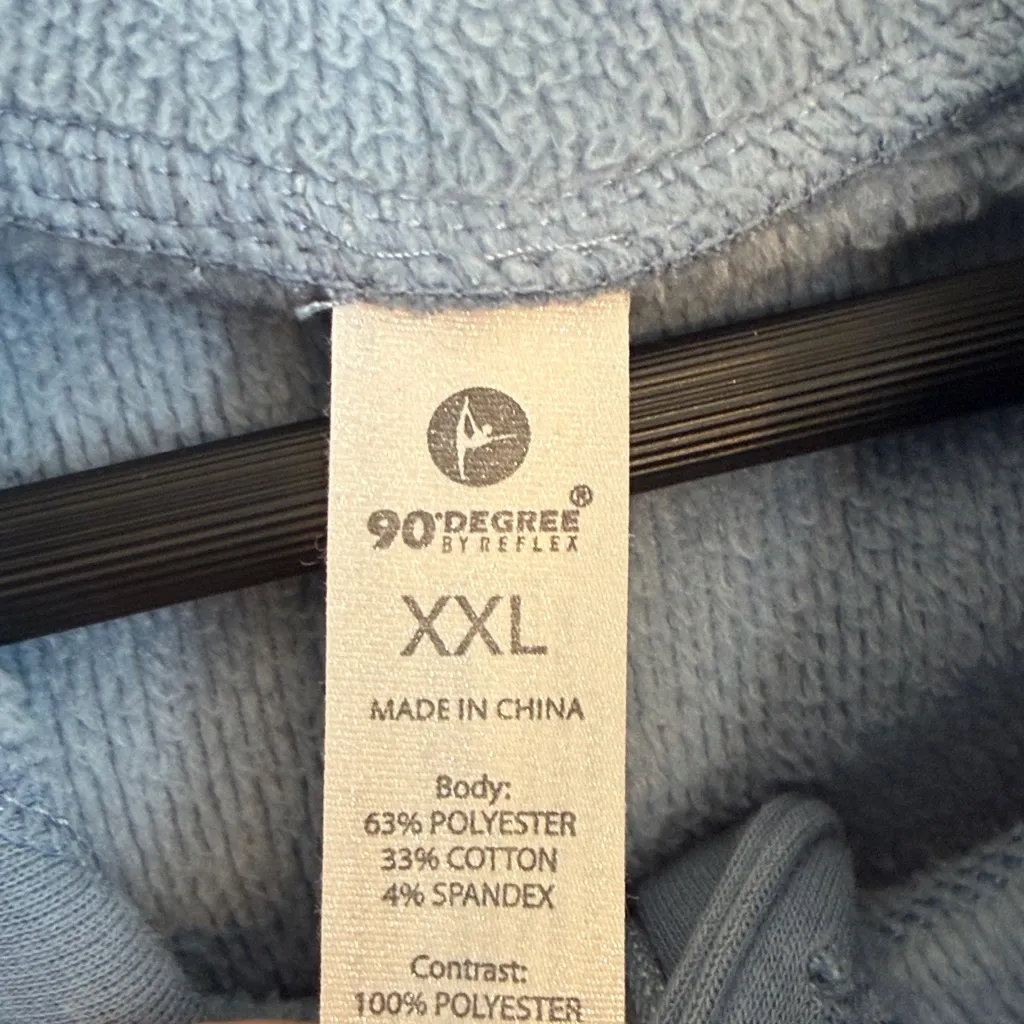 90°DEGREE®
BY REFLEX
XXL
MADE IN CHINA
Body:
63% POLYESTER
33% COTTON
4% SPANDEX
Contrast:
100% POLYESTER